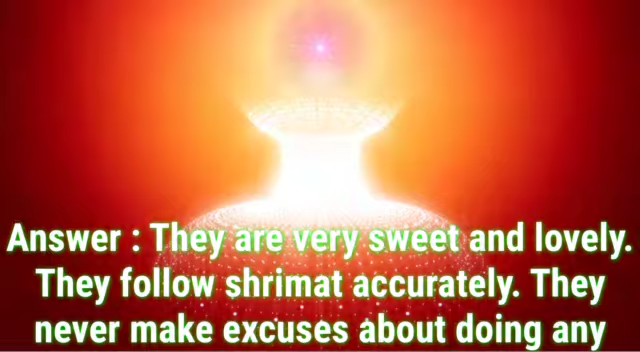 Answer : They are very sweet and lovely.
They follow shrimat accurately. They
never make excuses about doing any